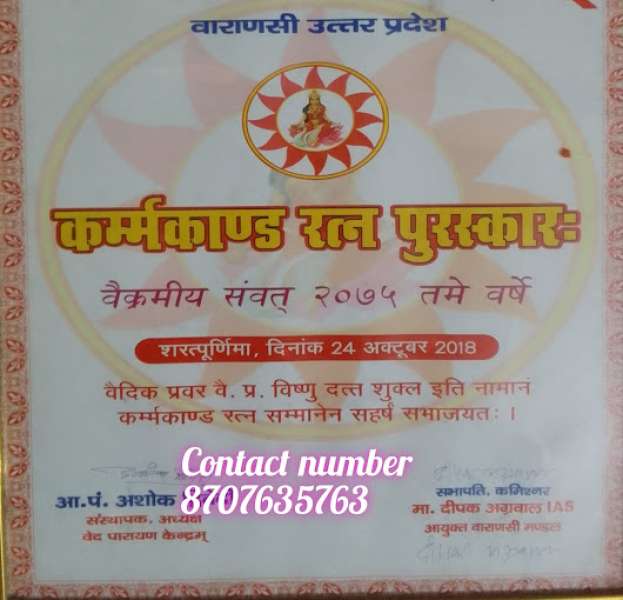 वाराणसी उत्तर प्रदेश
कर्म्मकाण्ड रत्न पुरस्कारः
वैक्रमीय संवत् २०७५ तमे वर्षे
शरत्पूर्णिमा, दिनांक 24 अक्टूबर 2018
वैदिक प्रवर वै. प्र. विष्णु दत्त शुक्ल इति नामानं
कर्म्मकाण्ड रत्न सम्मानेन सहर्षं सभाजयतः ।
Contact number
8707635763
आ.पं. अशोक
संस्थापक, अध्यक्ष
वेद पारायण केन्द्रम्
सभापति, कमिश्नर
मा. दीपक अग्रवाल IAS
आयुक्त वाराणसी मण्डल